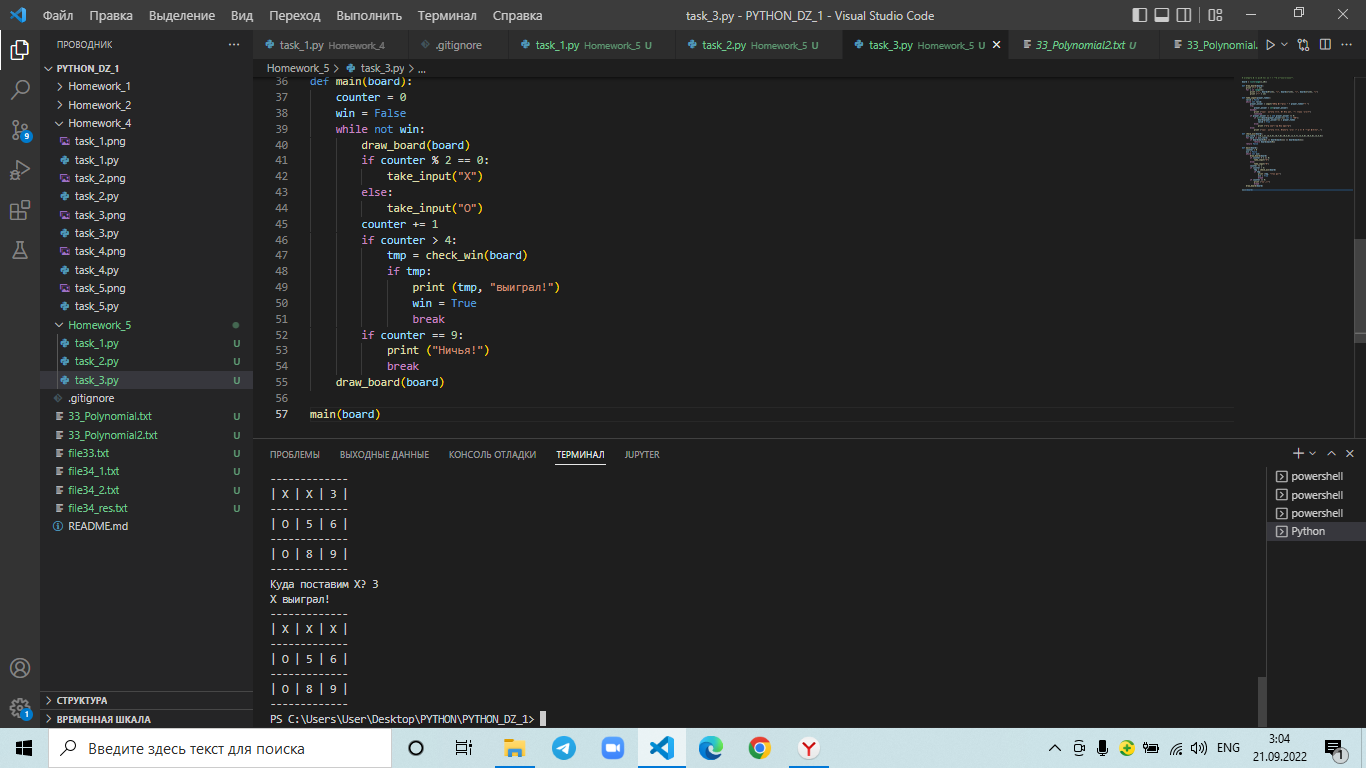 Файл Правка Выделение Вид Переход Выполнить Терминал Справка
task_3.py - PYTHON_DZ_1 - Visual Studio Code
ПРОВОДНИК
task_1.py Homework_4
.gitignore
task_1.py Homework_5 U
task_2.py Homework_5 U
task_3.py Homework_5 U
33_Polynomial2.txt U
33_Polynomial.
Homework_5 > task_3.py > ...
PYTHON_DZ_1
Homework_1
Homework_2
Homework_4
task_1.png
task_1.py
task_2.png
task_2.py
task_3.png
task_3.py
task_4.png
task_4.py
task_5.png
task_5.py
Homework_5
task_1.py U
task_2.py U
task_3.py U
.gitignore
33_Polynomial.txt U
33_Polynomial2.txt U
file33.txt U
file34_1.txt U
file34_2.txt U
file34_res.txt U
README.md
СТРУКТУРА
ВРЕМЕННАЯ ШКАЛА
9
1
36 def main(board):
37 counter = 0
38 win = False
39 while not win:
40 draw_board(board)
41 if counter % 2 == 0:
42 take_input("X")
43 else:
44 take_input("O")
45 counter += 1
46 if counter > 4:
47 tmp = check_win(board)
48 if tmp:
49 print (tmp, "выиграл!")
50 win = True
51 break
52 if counter == 9:
53 print ("Ничья!")
54 break
55 draw_board(board)
56
57 main(board)
ПРОБЛЕМЫ ВЫХОДНЫЕ ДАННЫЕ КОНСОЛЬ ОТЛАДКИ ТЕРМИНАЛ JUPYTER
-------------
| X | X | 3 |
-------------
| O | 5 | 6 |
-------------
| O | 8 | 9 |
-------------
Куда поставим X? 3
X выиграл!
-------------
| X | X | X |
-------------
| O | 5 | 6 |
-------------
| O | 8 | 9 |
-------------
PS C:\Users\User\Desktop\PYTHON\PYTHON_DZ_1>
powershell
powershell
powershell
Python
Введите здесь текст для поиска
ENG
3:04
21.09.2022
1